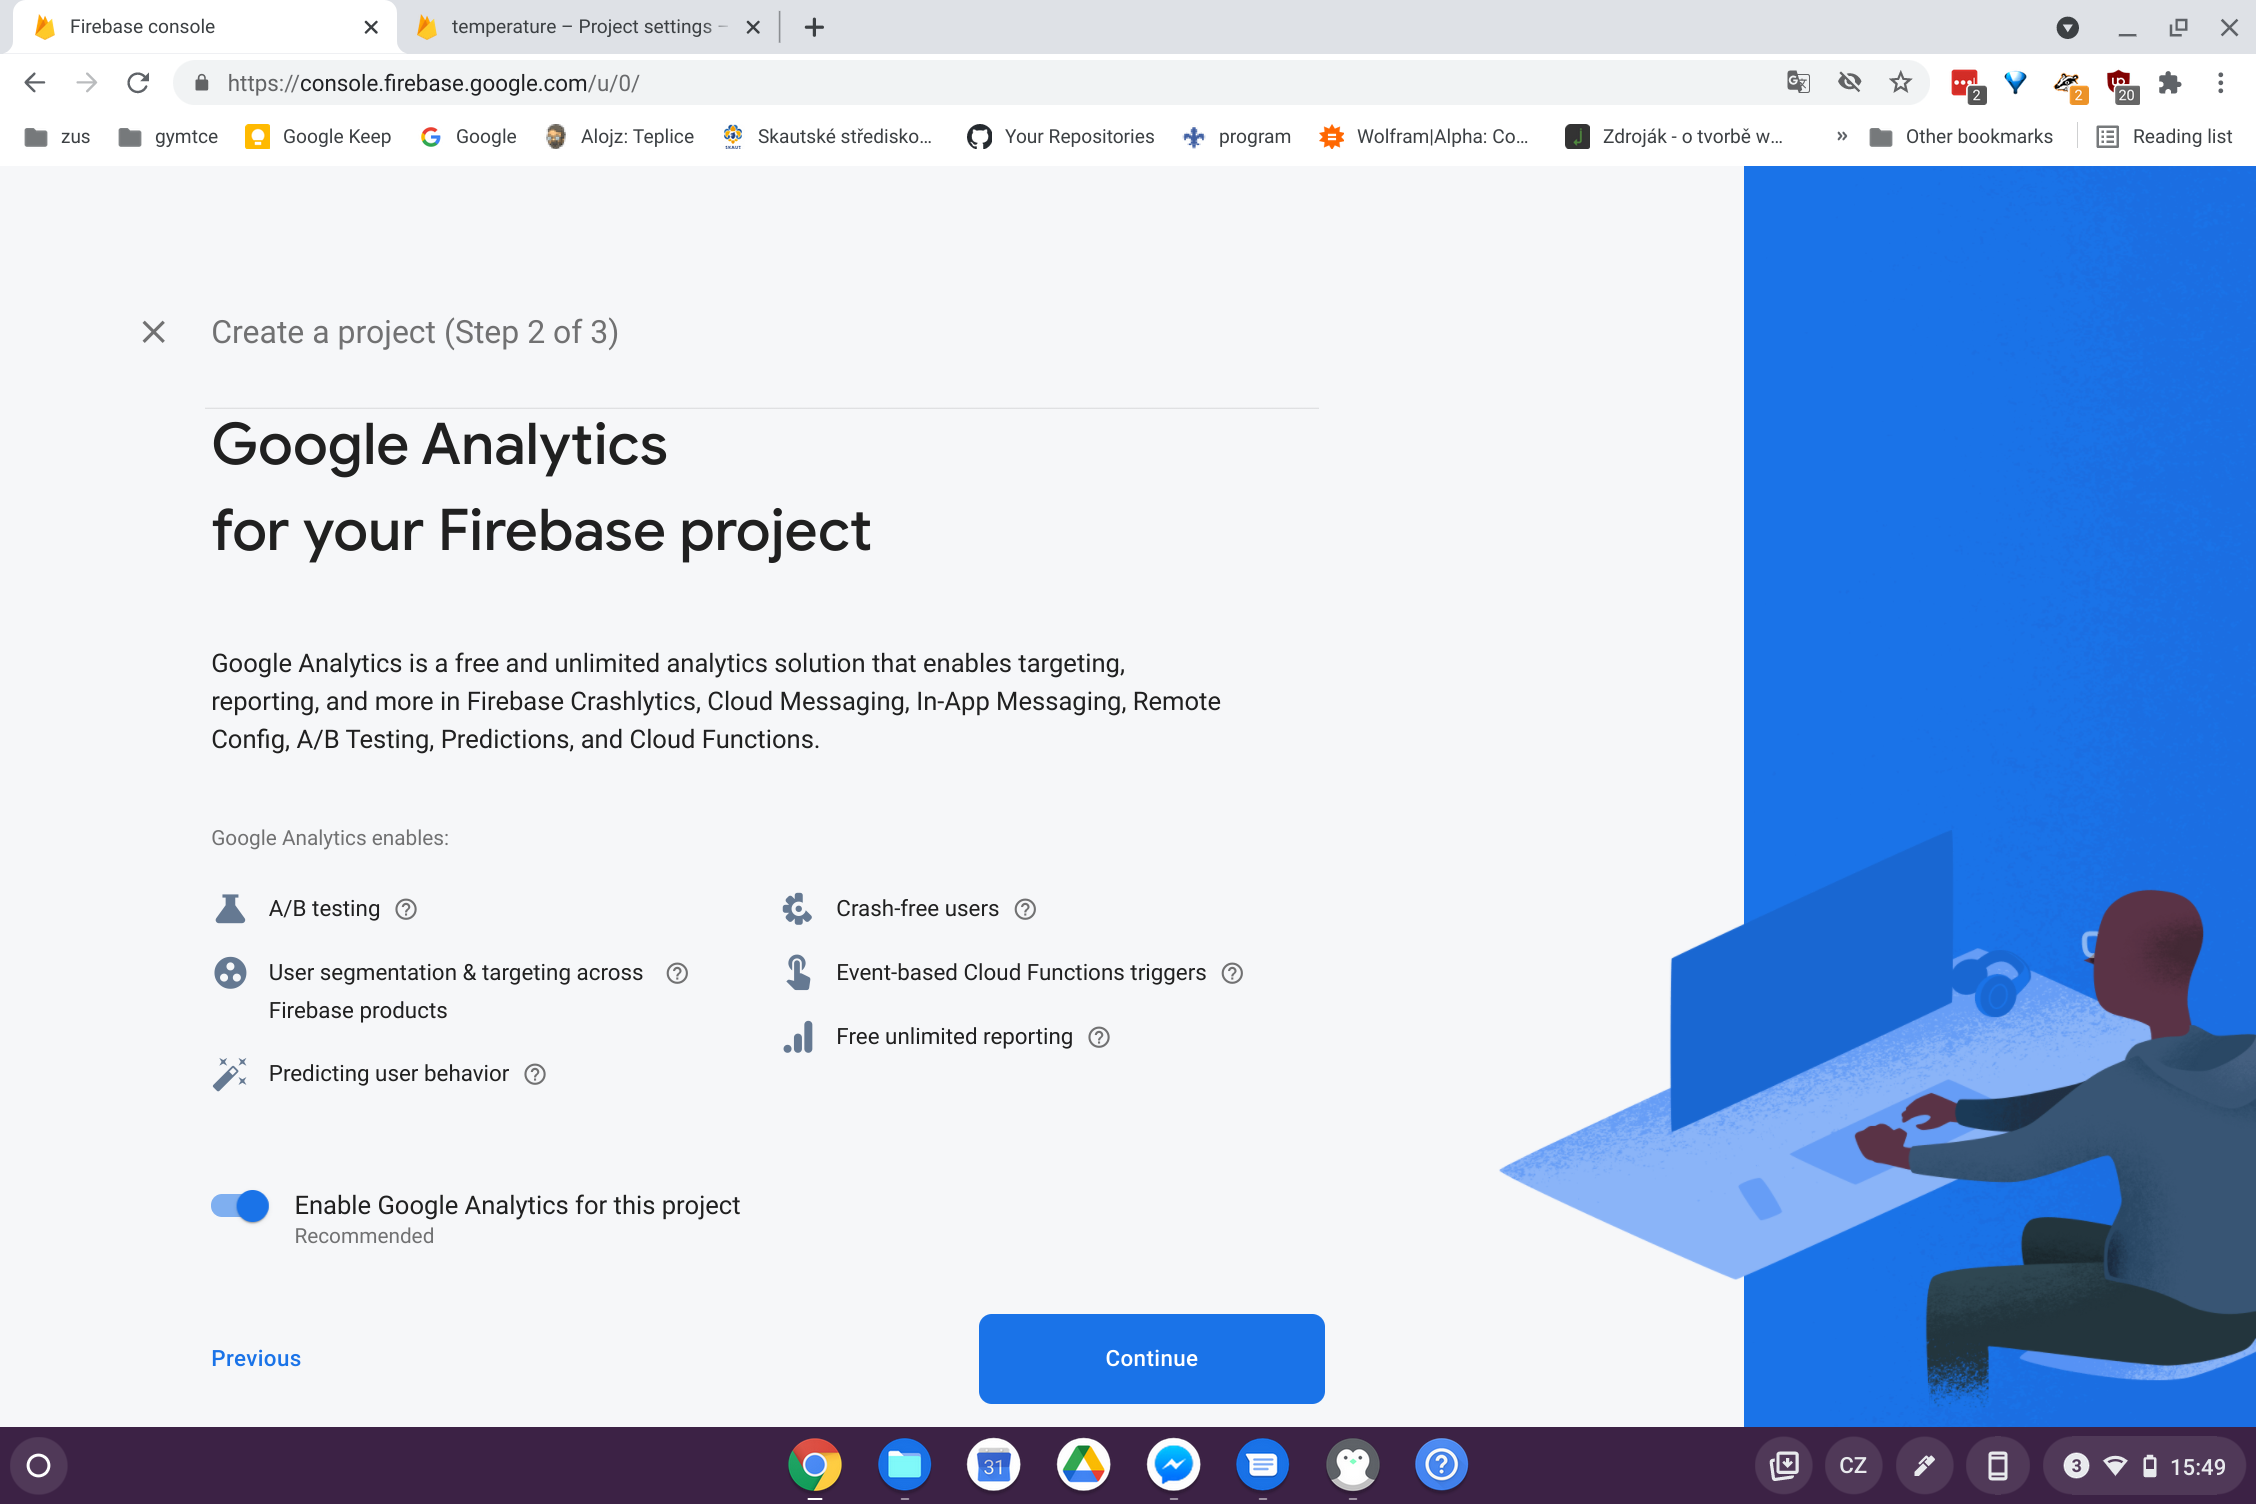 Firebase console
temperature – Project settings –
https://console.firebase.google.com/u/0/
2
2
20
zus
gymtce
Google Keep
Google
Alojz: Teplice
Skautské středisko...
Your Repositories
program
Wolfram|Alpha: Co...
Zdroják - o tvorbě w...
»
Other bookmarks
Reading list
Create a project (Step 2 of 3)
Google Analytics
for your Firebase project
Google Analytics is a free and unlimited analytics solution that enables targeting,
reporting, and more in Firebase Crashlytics, Cloud Messaging, In-App Messaging, Remote
Config, A/B Testing, Predictions, and Cloud Functions.
Google Analytics enables:
A/B testing
User segmentation & targeting across
Firebase products
Predicting user behavior
Crash-free users
Event-based Cloud Functions triggers
Free unlimited reporting
Enable Google Analytics for this project
Recommended
Previous
Continue
31
CZ
3
15:49